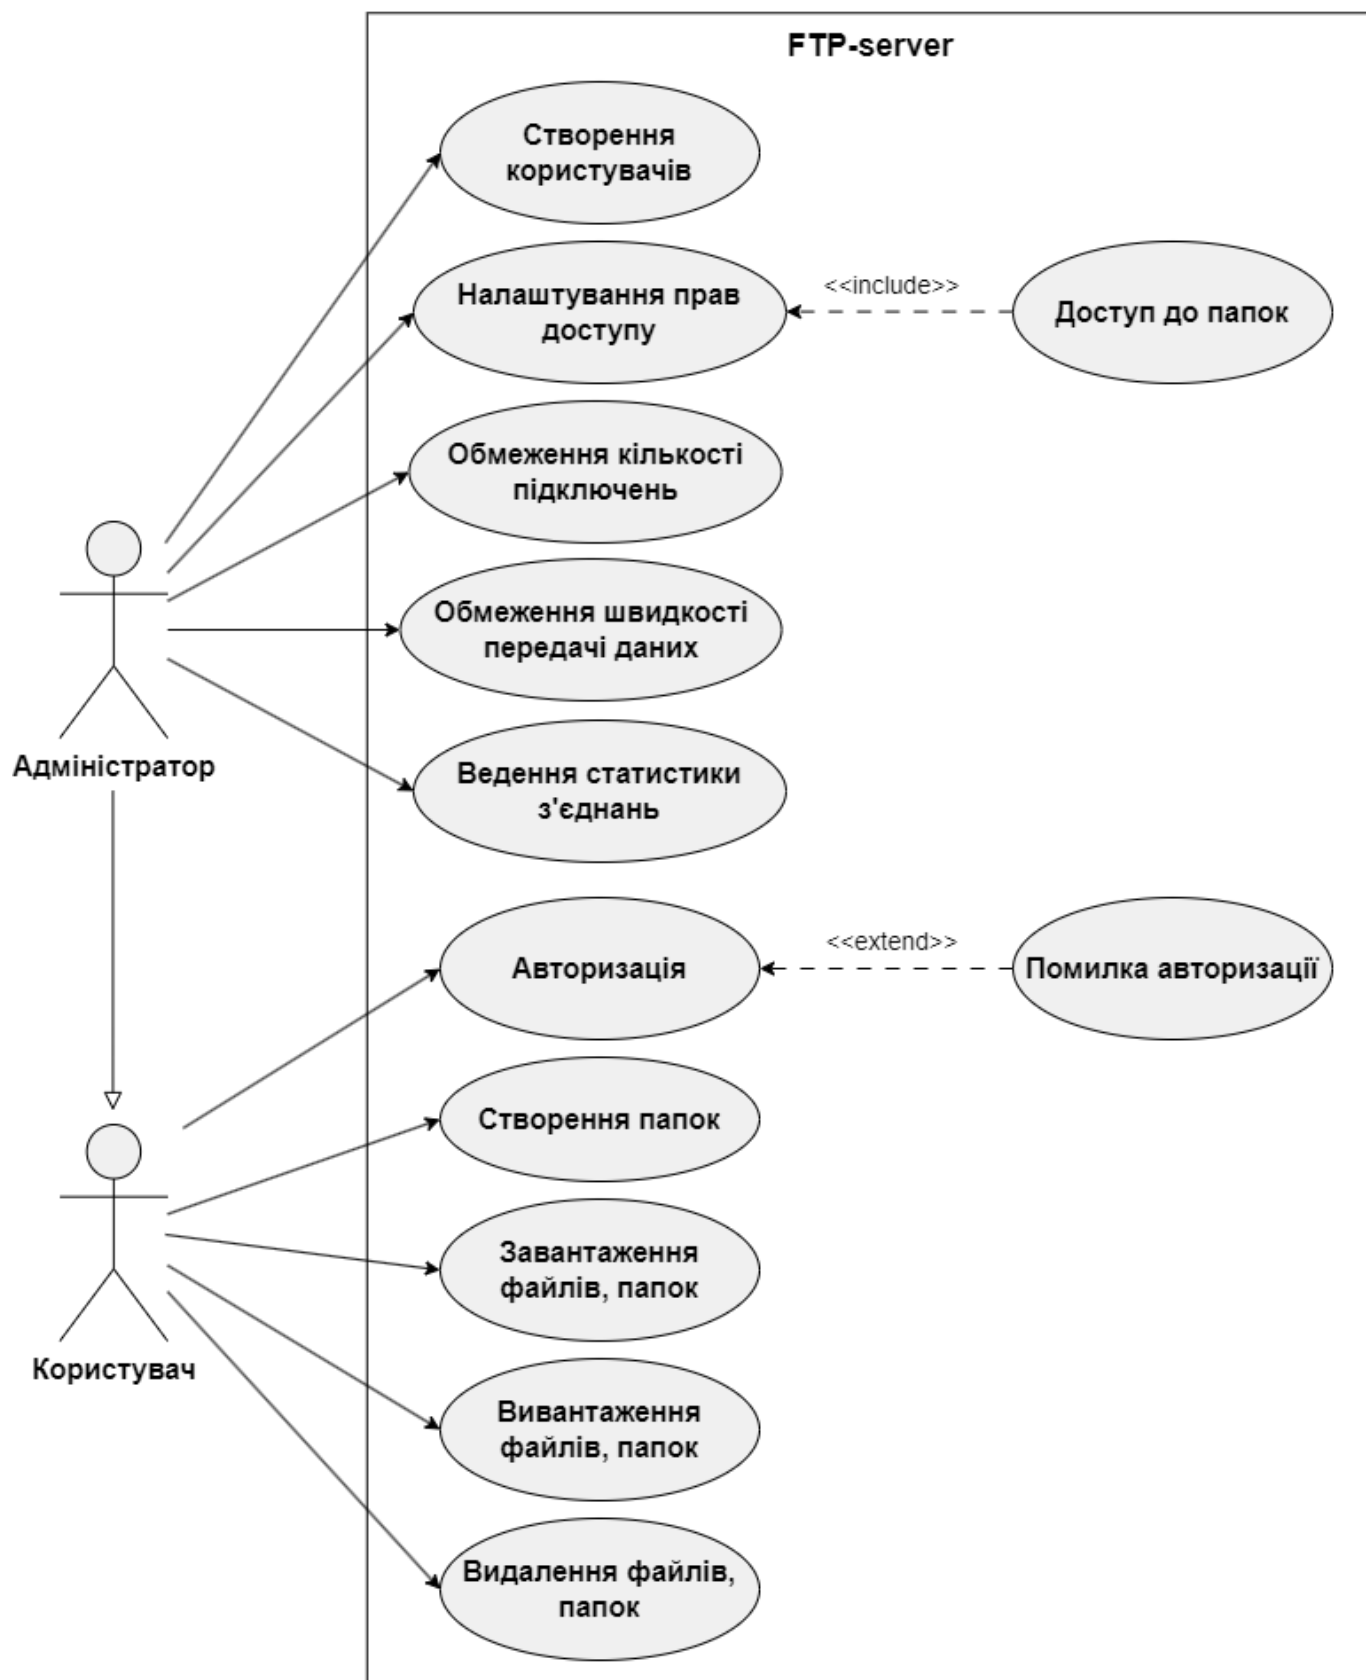 FTP-server
Створення
користувачів
Налаштування прав
доступу
<<include>>
Доступ до папок
Обмеження кількості
підключень
Обмеження швидкості
передачі даних
Адміністратор
Ведення статистики
з'єднань
Авторизація
<<extend>>
Помилка авторизації
Створення папок
Завантаження
файлів, папок
Користувач
Вивантаження
файлів, папок
Видалення файлів,
папок